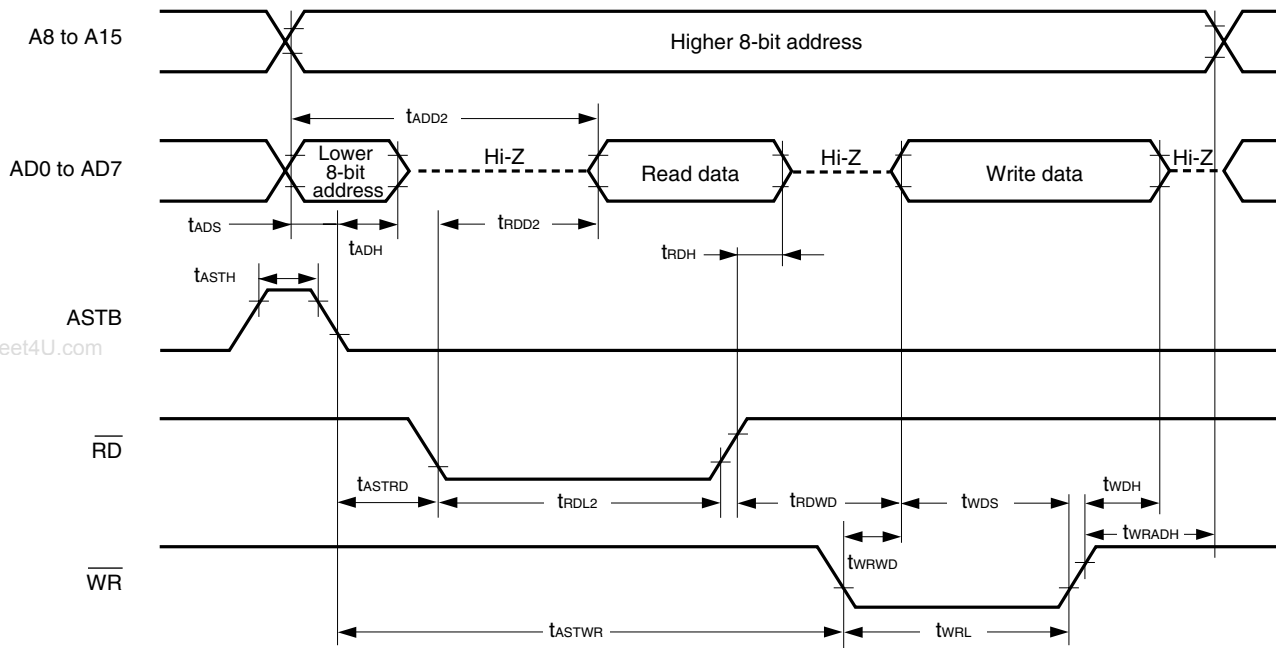 A8 to A15
Higher 8-bit address
tADD2
AD0 to AD7
Lower
8-bit
address
Hi-Z
Read data
Hi-Z
Write data
Hi-Z
tADS
tADH
tRDD2
tRDH
tASTH
ASTB
eet4U.com
RD
tASTRD
tRDL2
tRDWD
tWDS
tWDH
tWRADH
tWRWD
WR
tASTWR
tWRL